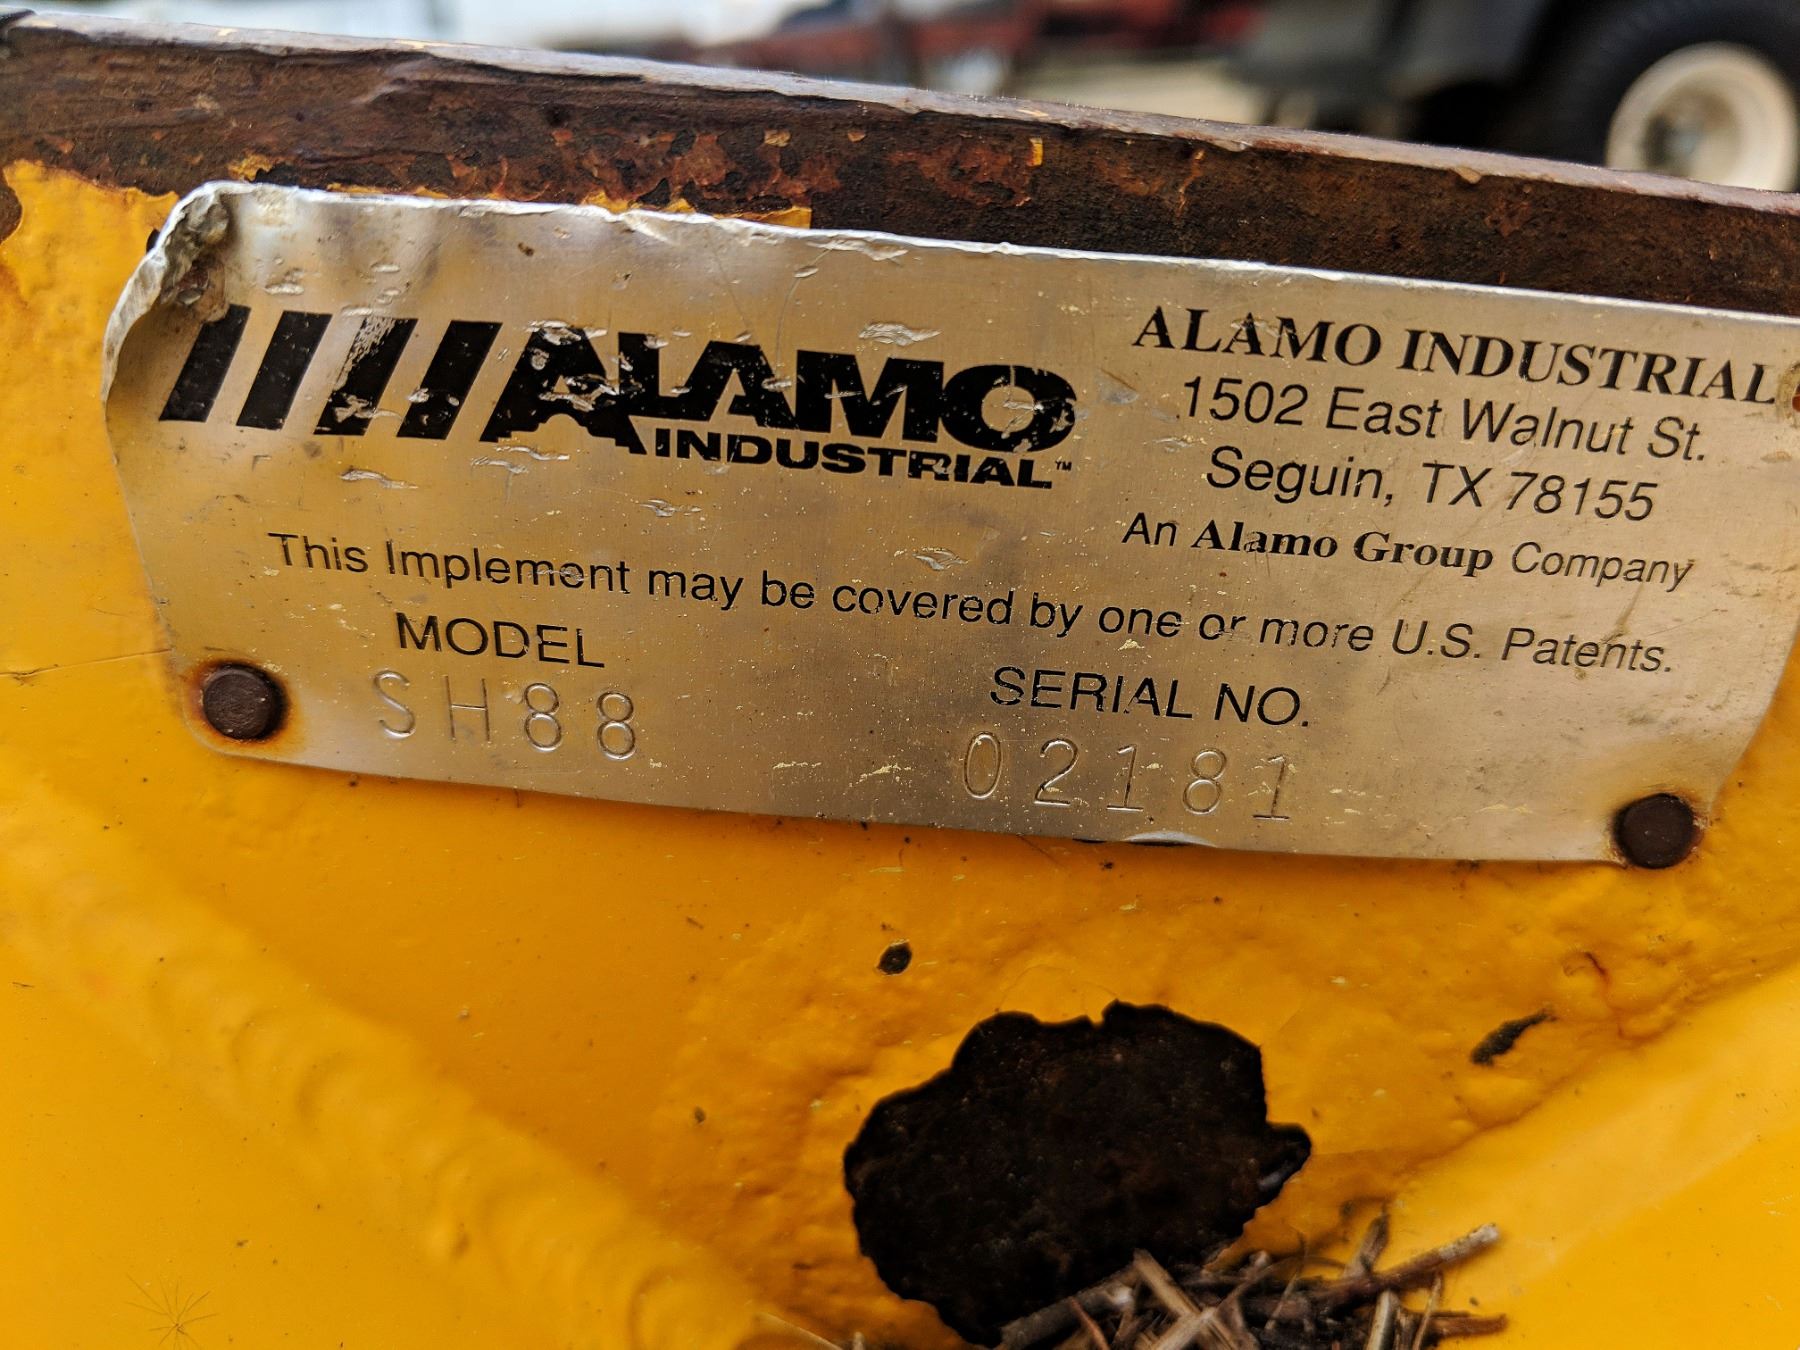 ALAMO
INDUSTRIAL™
ALAMO INDUSTRIAL
1502 East Walnut St.
Seguin, TX 78155
An Alamo Group Company
This Implement may be covered by one or more U.S. Patents.
MODEL
SH88
SERIAL NO.
02181